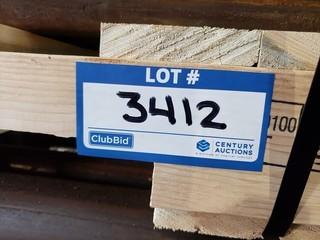 LOT #
3412
ClubBid
CENTURY
AUCTIONS
100